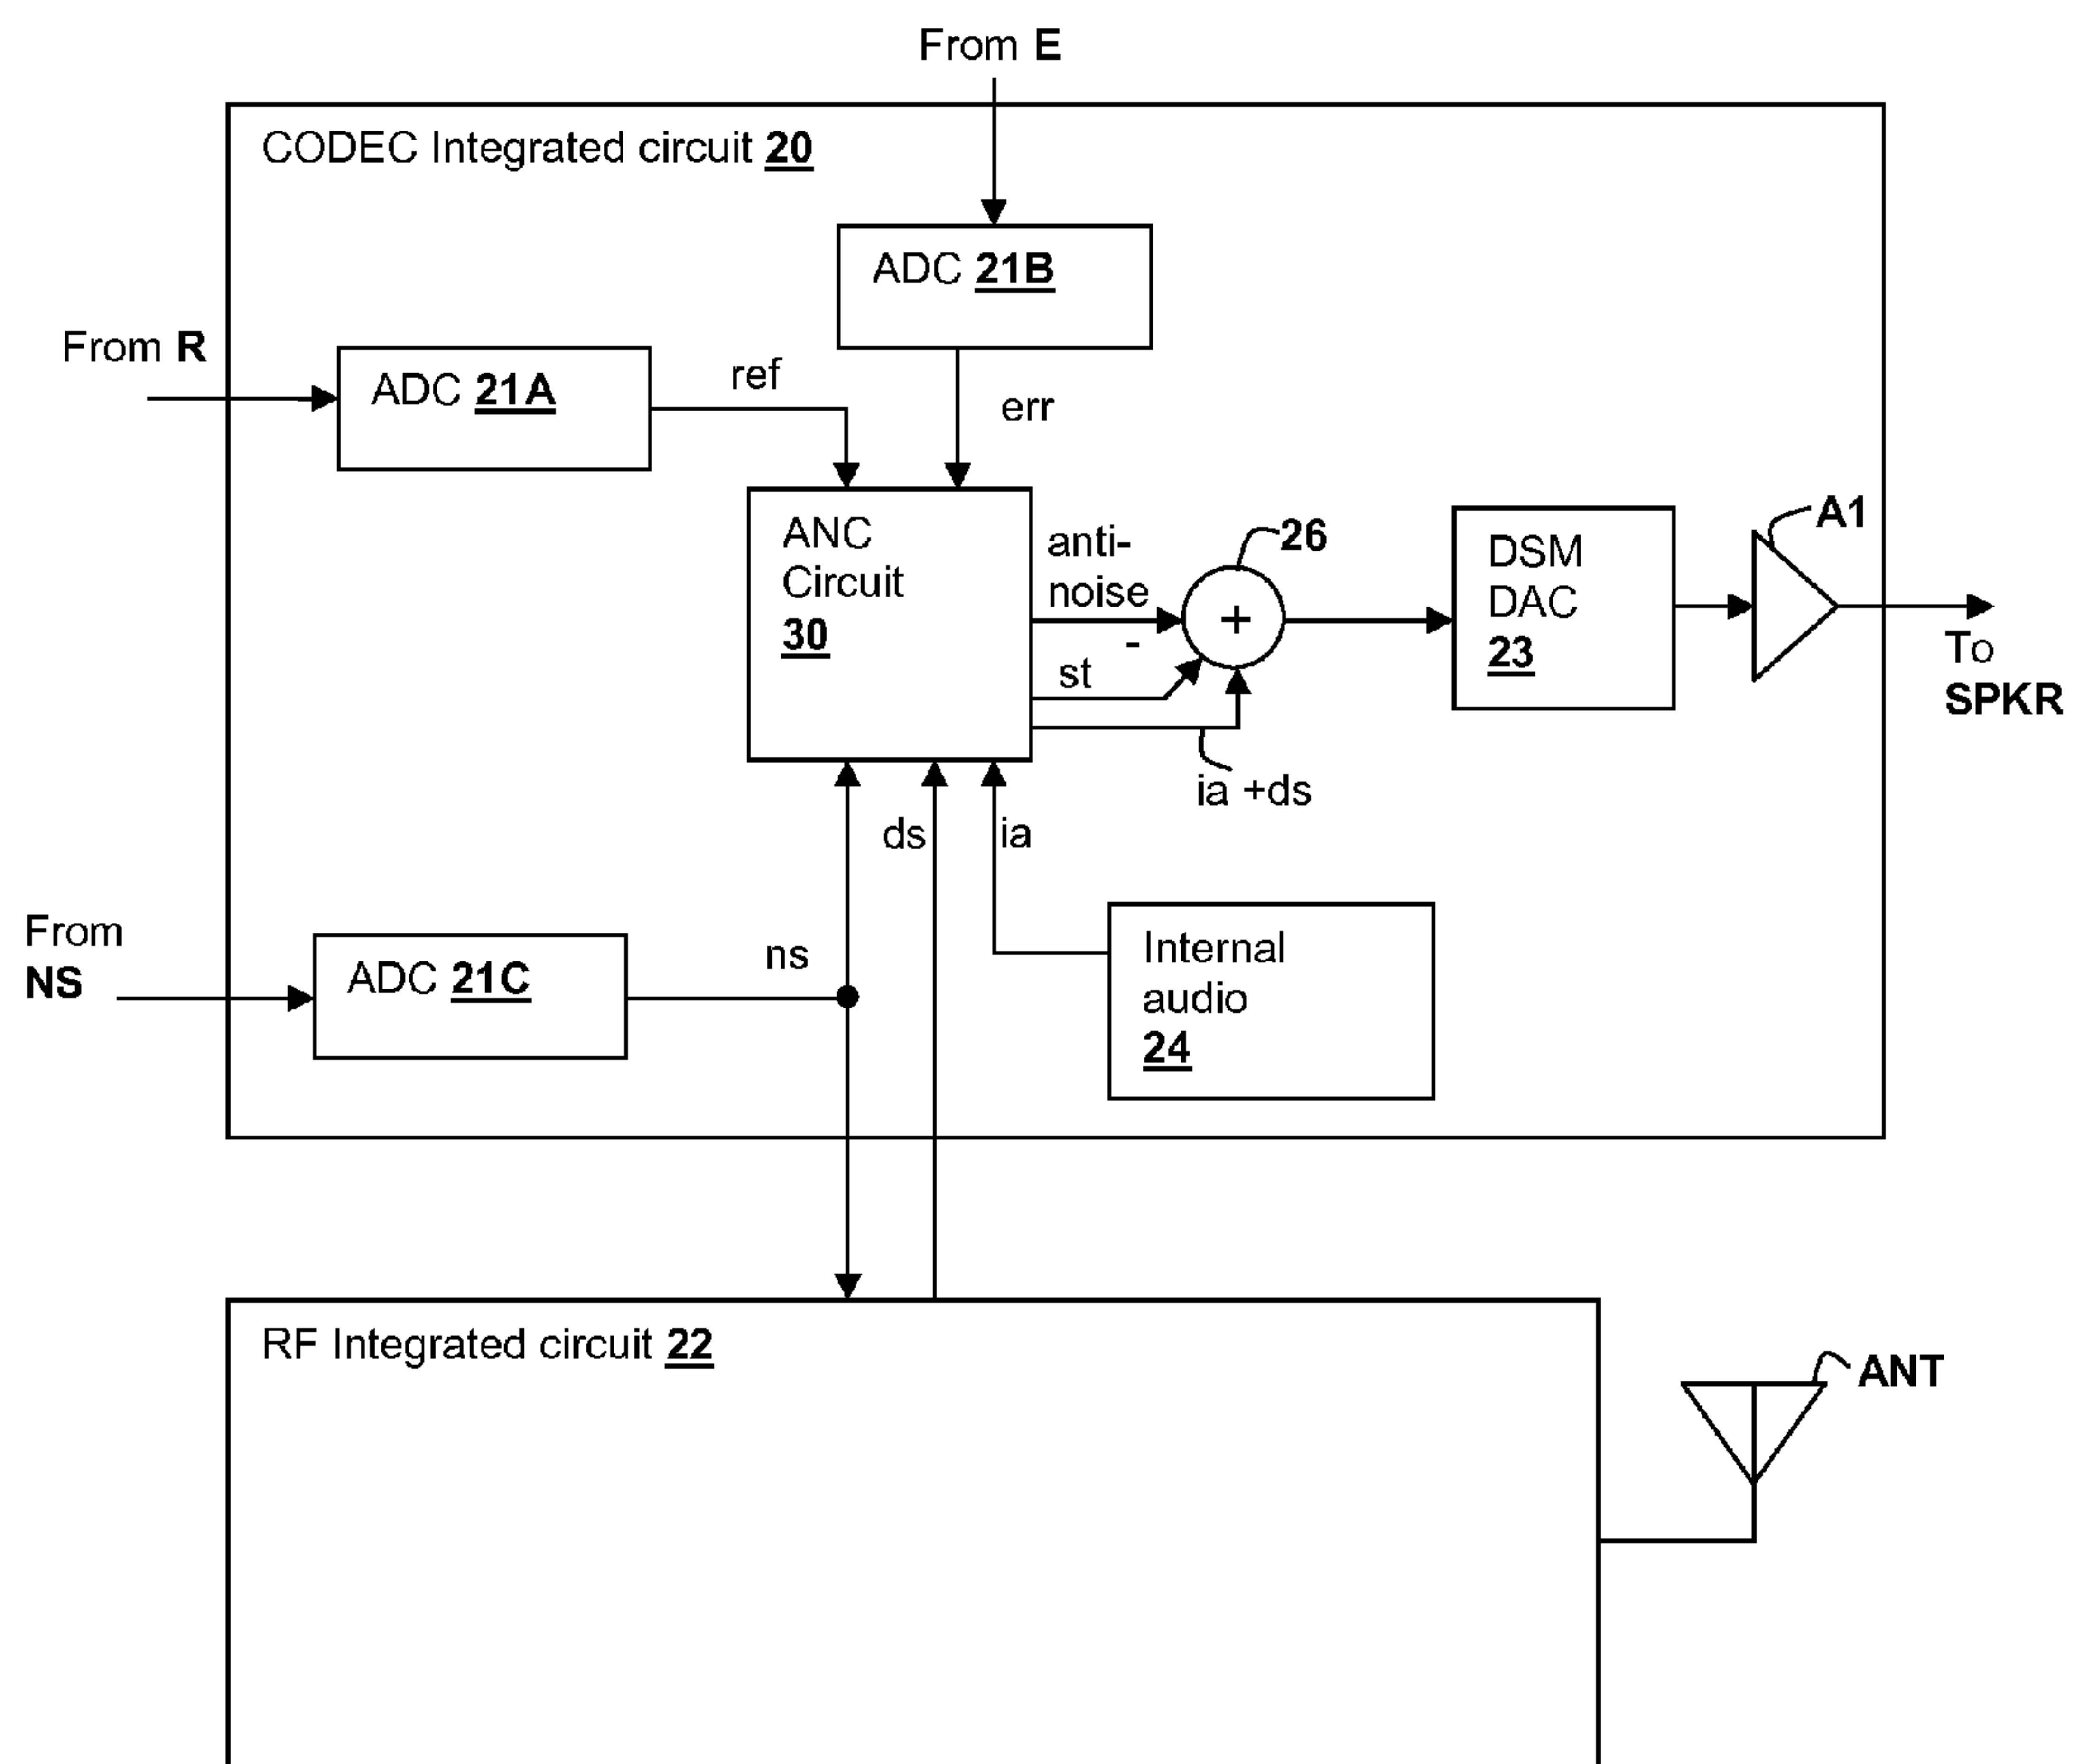 From E
CODEC Integrated circuit 20
ADC 21B
From R
ADC 21A
ref
err
ANC
Circuit
30
anti-
noise
-
st
26
+
DSM
DAC
23
A1
To
SPKR
ia +ds
ds
ia
From
NS
ADC 21C
ns
Internal
audio
24
RF Integrated circuit 22
ANT